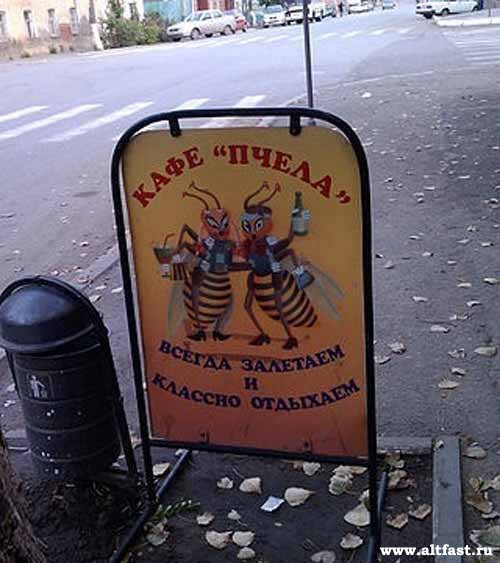 КАФЕ "ПЧЕЛА"
ВСЕГДА ЗАЛЕТАЕМ
И
КЛАССНО ОТДЫХАЕМ
www.altfast.ru